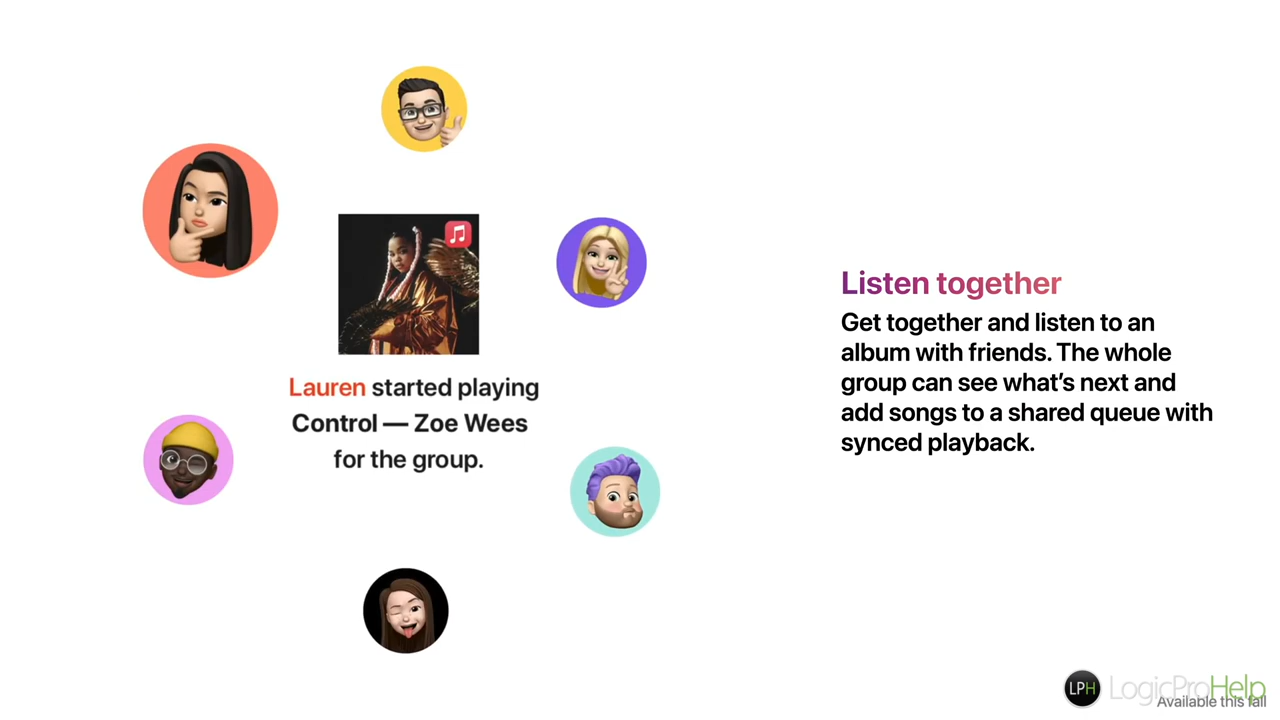 Lauren started playing
Control — Zoe Wees
for the group.
Listen together
Get together and listen to an
album with friends. The whole
group can see what’s next and
add songs to a shared queue with
synced playback.
LPH LogicProHelp
Available this fall